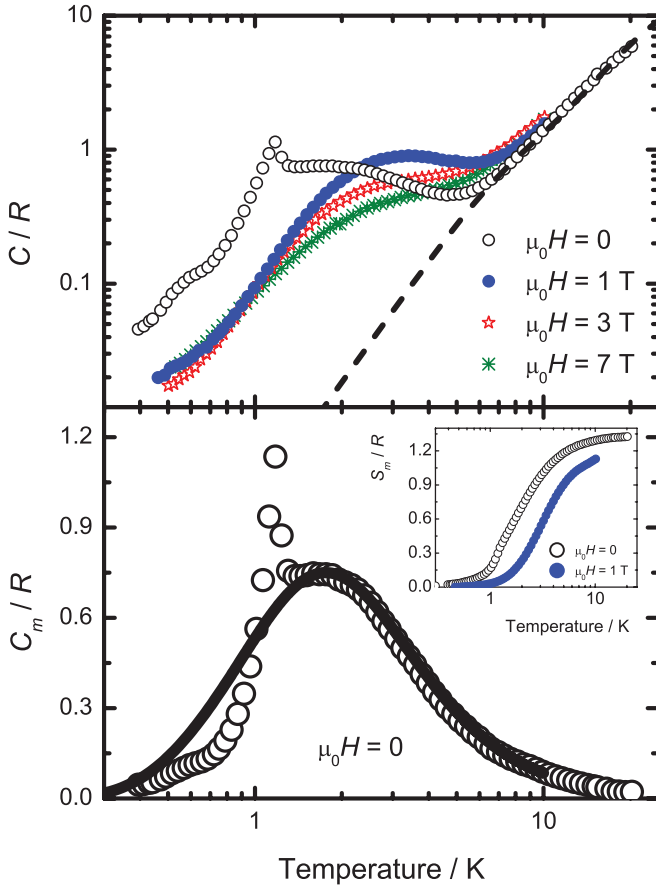 10
1
0.1
C / R
μ₀H = 0
μ₀H = 1 T
μ₀H = 3 T
μ₀H = 7 T
1.2
0.9
0.6
0.3
0.0
Cₘ / R
μ₀H = 0
1
10
Temperature / K
1.2
0.9
0.6
0.3
0.0
Sₘ / R
μ₀H = 0
μ₀H = 1 T
1
10
Temperature / K